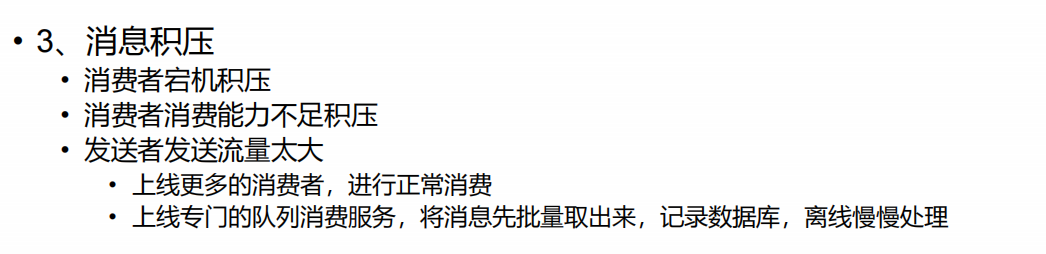 • 3、消息积压
• 消费者宕机积压
• 消费者消费能力不足积压
• 发送者发送流量太大
• 上线更多的消费者，进行正常消费
• 上线专门的队列消费服务，将消息先批量取出来，记录数据库，离线慢慢处理